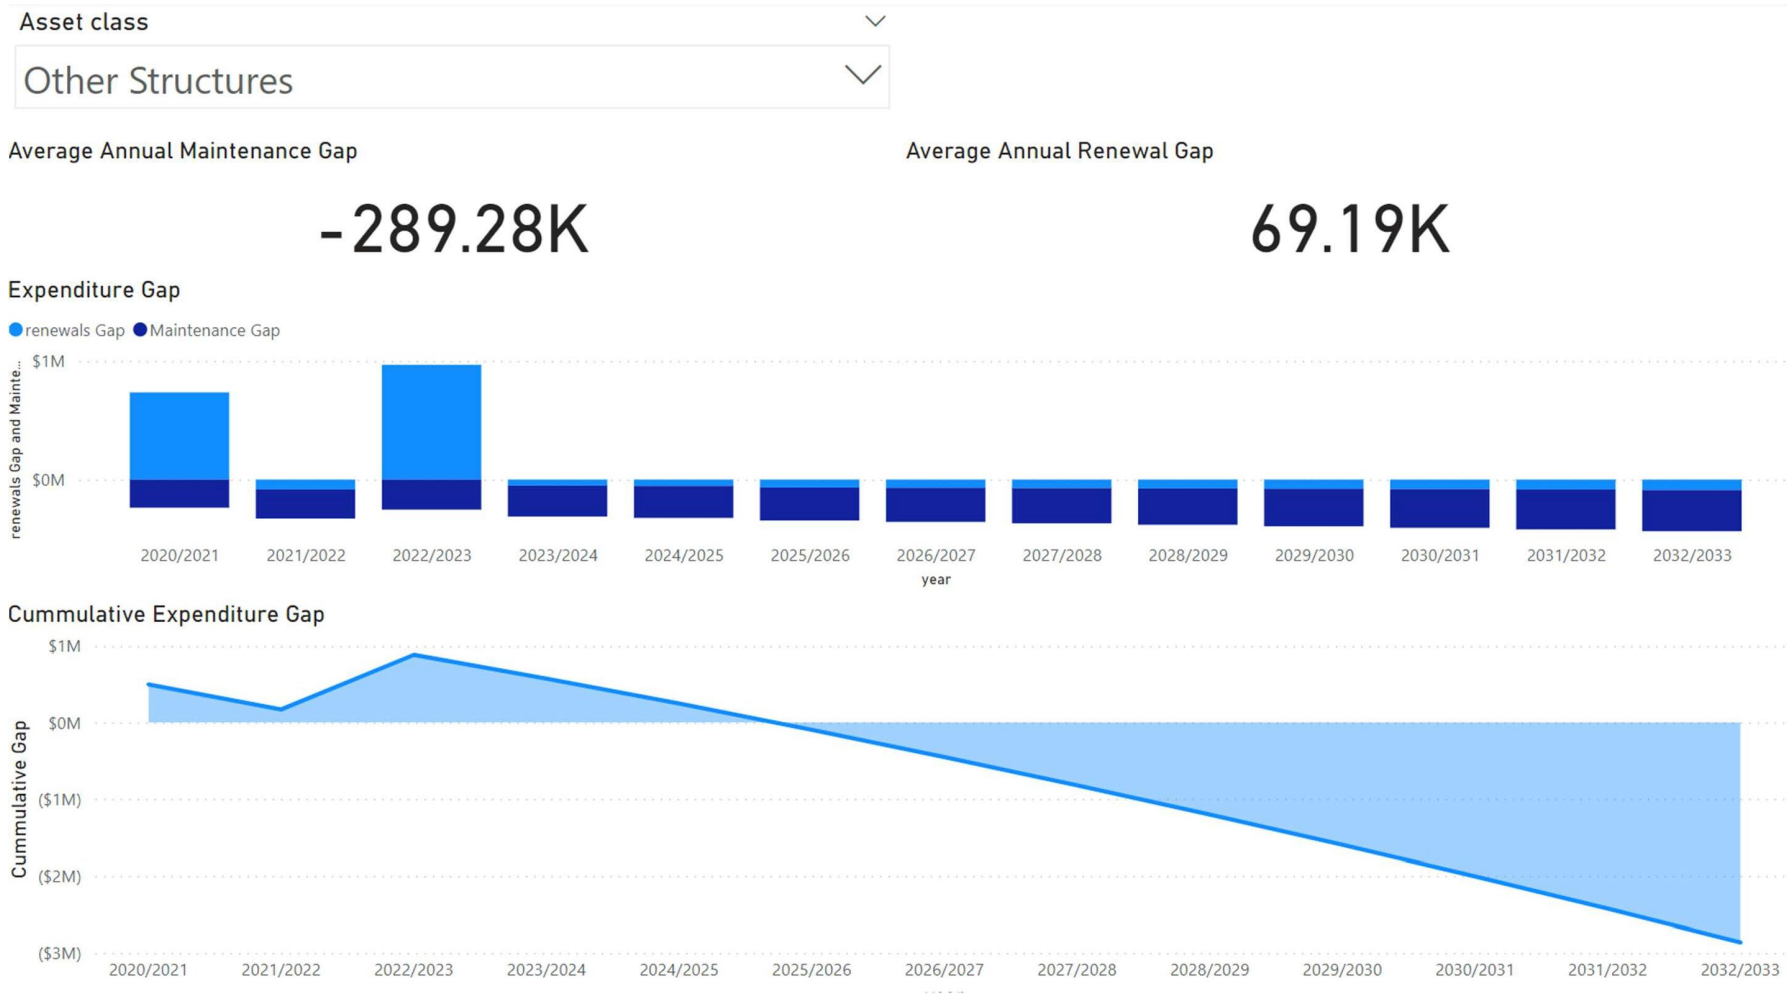 Asset class
Other Structures
Average Annual Maintenance Gap
Average Annual Renewal Gap
-289.28K
69.19K
Expenditure Gap
renewals Gap Maintenance Gap
renewals Gap and Mainte...
$1M
$0M
2020/2021 2021/2022 2022/2023 2023/2024 2024/2025 2025/2026 2026/2027 2027/2028 2028/2029 2029/2030 2030/2031 2031/2032 2032/2033
year
Cummulative Expenditure Gap
Cummulative Gap
$1M
$0M
($1M)
($2M)
($3M)
2020/2021 2021/2022 2022/2023 2023/2024 2024/2025 2025/2026 2026/2027 2027/2028 2028/2029 2029/2030 2030/2031 2031/2032 2032/2033